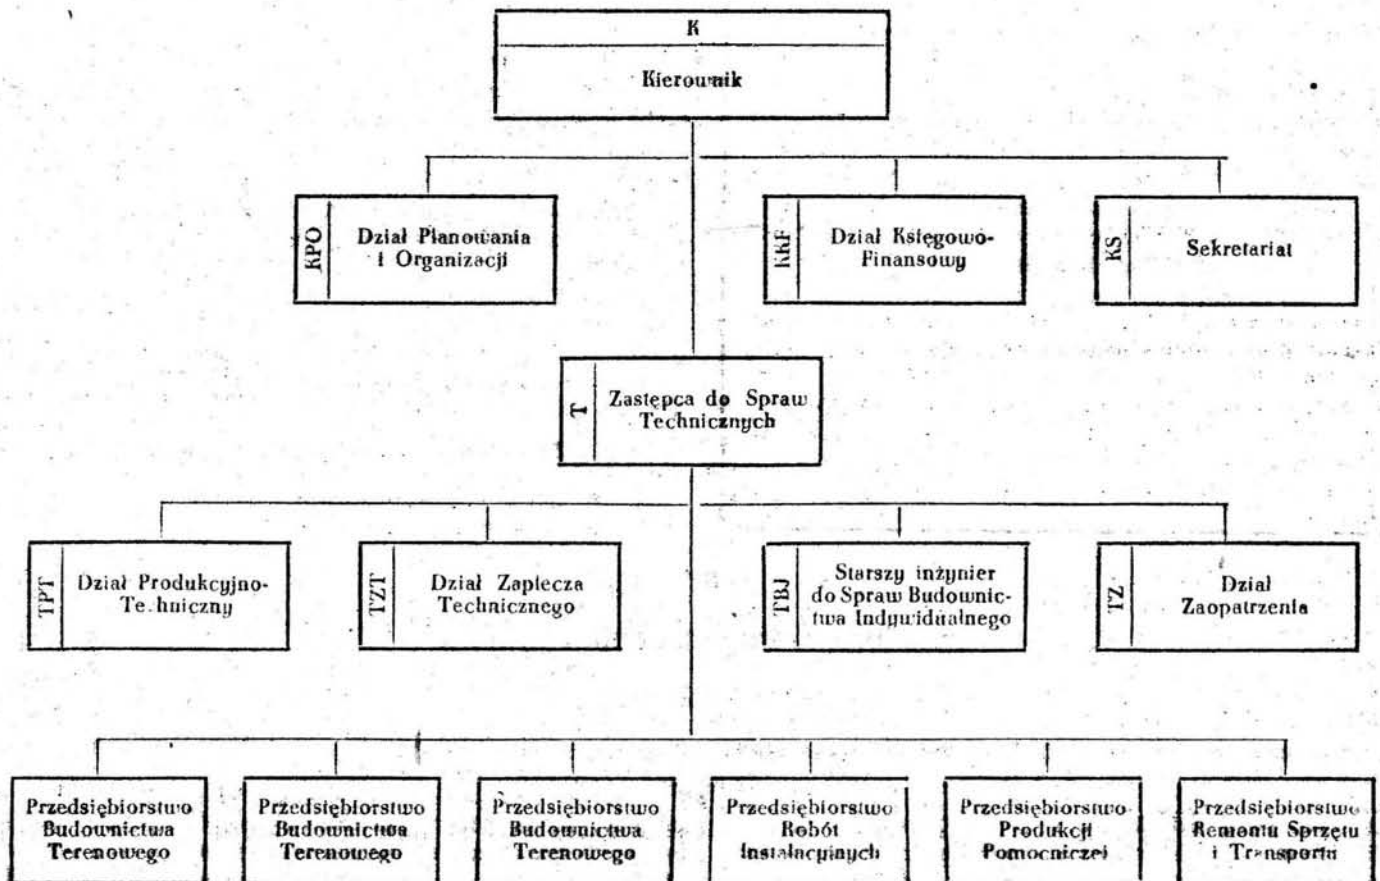 K
Kierownik
KPO
Dział Planowania
i Organizacji
KKF
Dział Księgowo-
Finansowy
KS
Sekretariat
T
Zastępca do Spraw
Technicznych
TPT
Dział Produkcyjno-
Techniczny
TZT
Dział Zaplecza
Technicznego
TBJ
Starszy inżynier
do Spraw Budownic-
twa Indywidualnego
TZ
Dział
Zaopatrzenia
Przedsiębiorstwo
Budownictwa
Terenowego
Przedsiębiorstwo
Budownictwa
Terenowego
Przedsiębiorstwo
Budownictwa
Terenowego
Przedsiębiorstwo
Robót
Instalacyjnych
Przedsiębiorstwo
Produkcji
Pomocniczej
Przedsiębiorstwo
Remontu Sprzętu
i Transportu